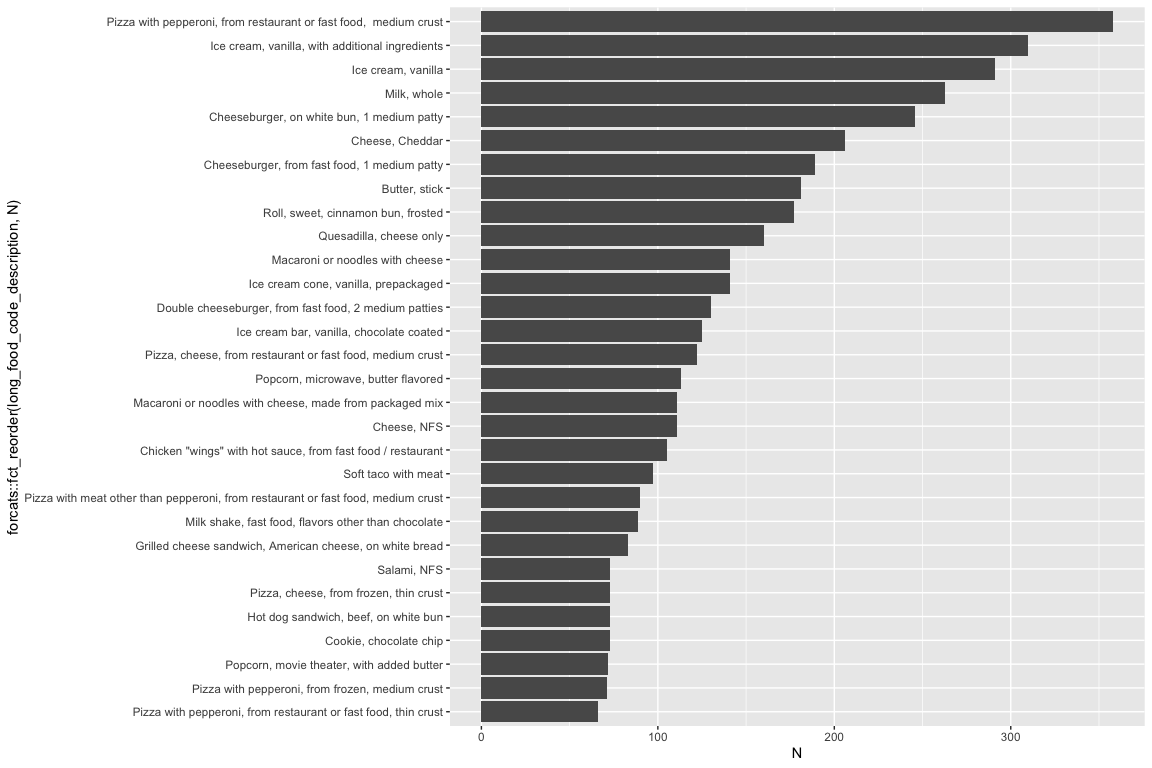 forcats::fct_reorder(long_food_code_description, N)
Pizza with pepperoni, from restaurant or fast food,  medium crust
Ice cream, vanilla, with additional ingredients
Ice cream, vanilla
Milk, whole
Cheeseburger, on white bun, 1 medium patty
Cheese, Cheddar
Cheeseburger, from fast food, 1 medium patty
Butter, stick
Roll, sweet, cinnamon bun, frosted
Quesadilla, cheese only
Macaroni or noodles with cheese
Ice cream cone, vanilla, prepackaged
Double cheeseburger, from fast food, 2 medium patties
Ice cream bar, vanilla, chocolate coated
Pizza, cheese, from restaurant or fast food, medium crust
Popcorn, microwave, butter flavored
Macaroni or noodles with cheese, made from packaged mix
Cheese, NFS
Chicken "wings" with hot sauce, from fast food / restaurant
Soft taco with meat
Pizza with meat other than pepperoni, from restaurant or fast food, medium crust
Milk shake, fast food, flavors other than chocolate
Grilled cheese sandwich, American cheese, on white bread
Salami, NFS
Pizza, cheese, from frozen, thin crust
Hot dog sandwich, beef, on white bun
Cookie, chocolate chip
Popcorn, movie theater, with added butter
Pizza with pepperoni, from frozen, medium crust
Pizza with pepperoni, from restaurant or fast food, thin crust
0 100 200 300
N